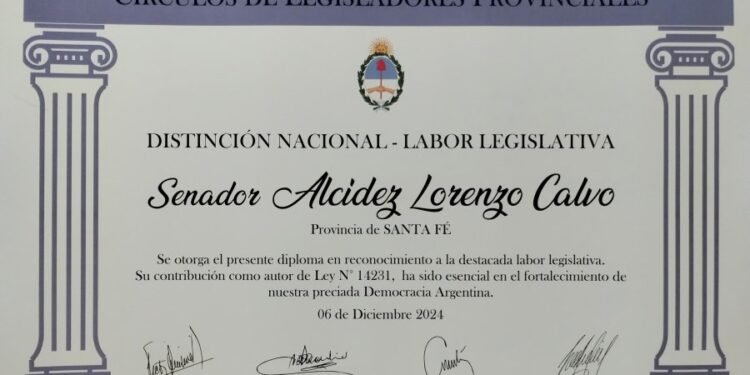 CÍRCULOS DE LEGISLADORES PROVINCIALES
DISTINCIÓN NACIONAL - LABOR LEGISLATIVA
Senador Alcidez Lorenzo Calvo
Provincia de SANTA FÉ
Se otorga el presente diploma en reconocimiento a la destacada labor legislativa.
Su contribución como autor de Ley N° 14231, ha sido esencial en el fortalecimiento de
nuestra preciada Democracia Argentina.
06 de Diciembre 2024